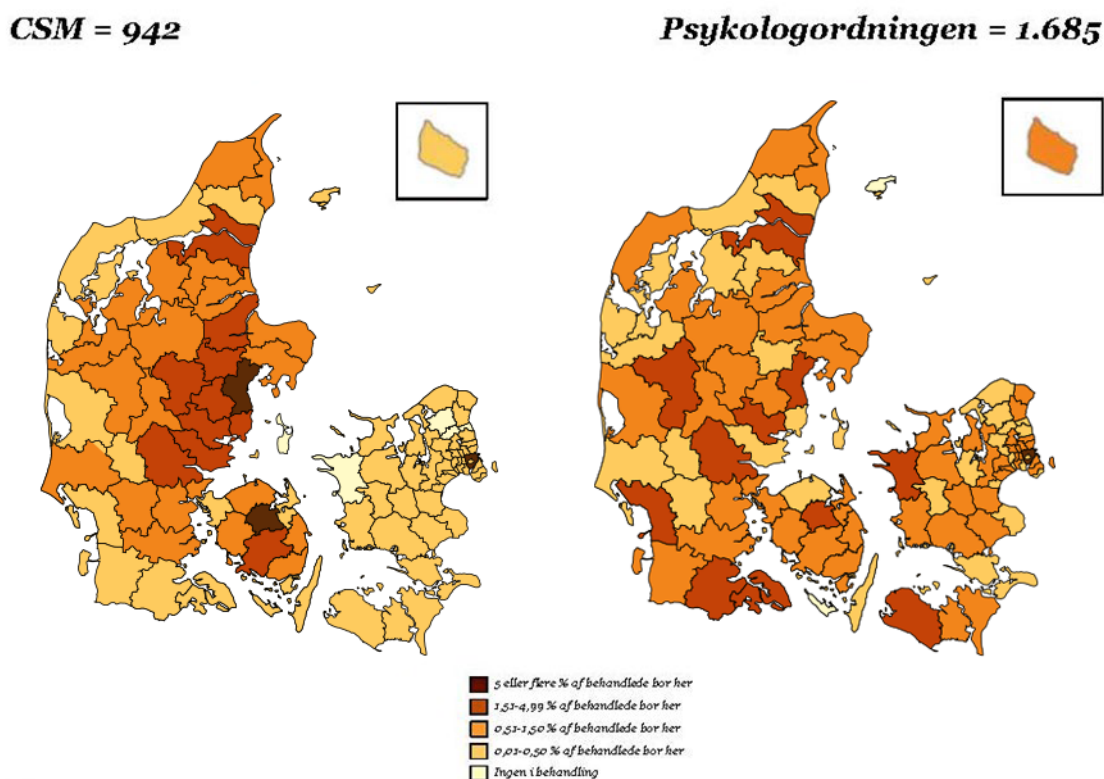 CSM = 942
Psykologordningen = 1.685
5 eller flere % af behandlede bor her
1,51-4,99 % af behandlede bor her
0,51-1,50 % af behandlede bor her
0,01-0,50 % af behandlede bor her
Ingen i behandling